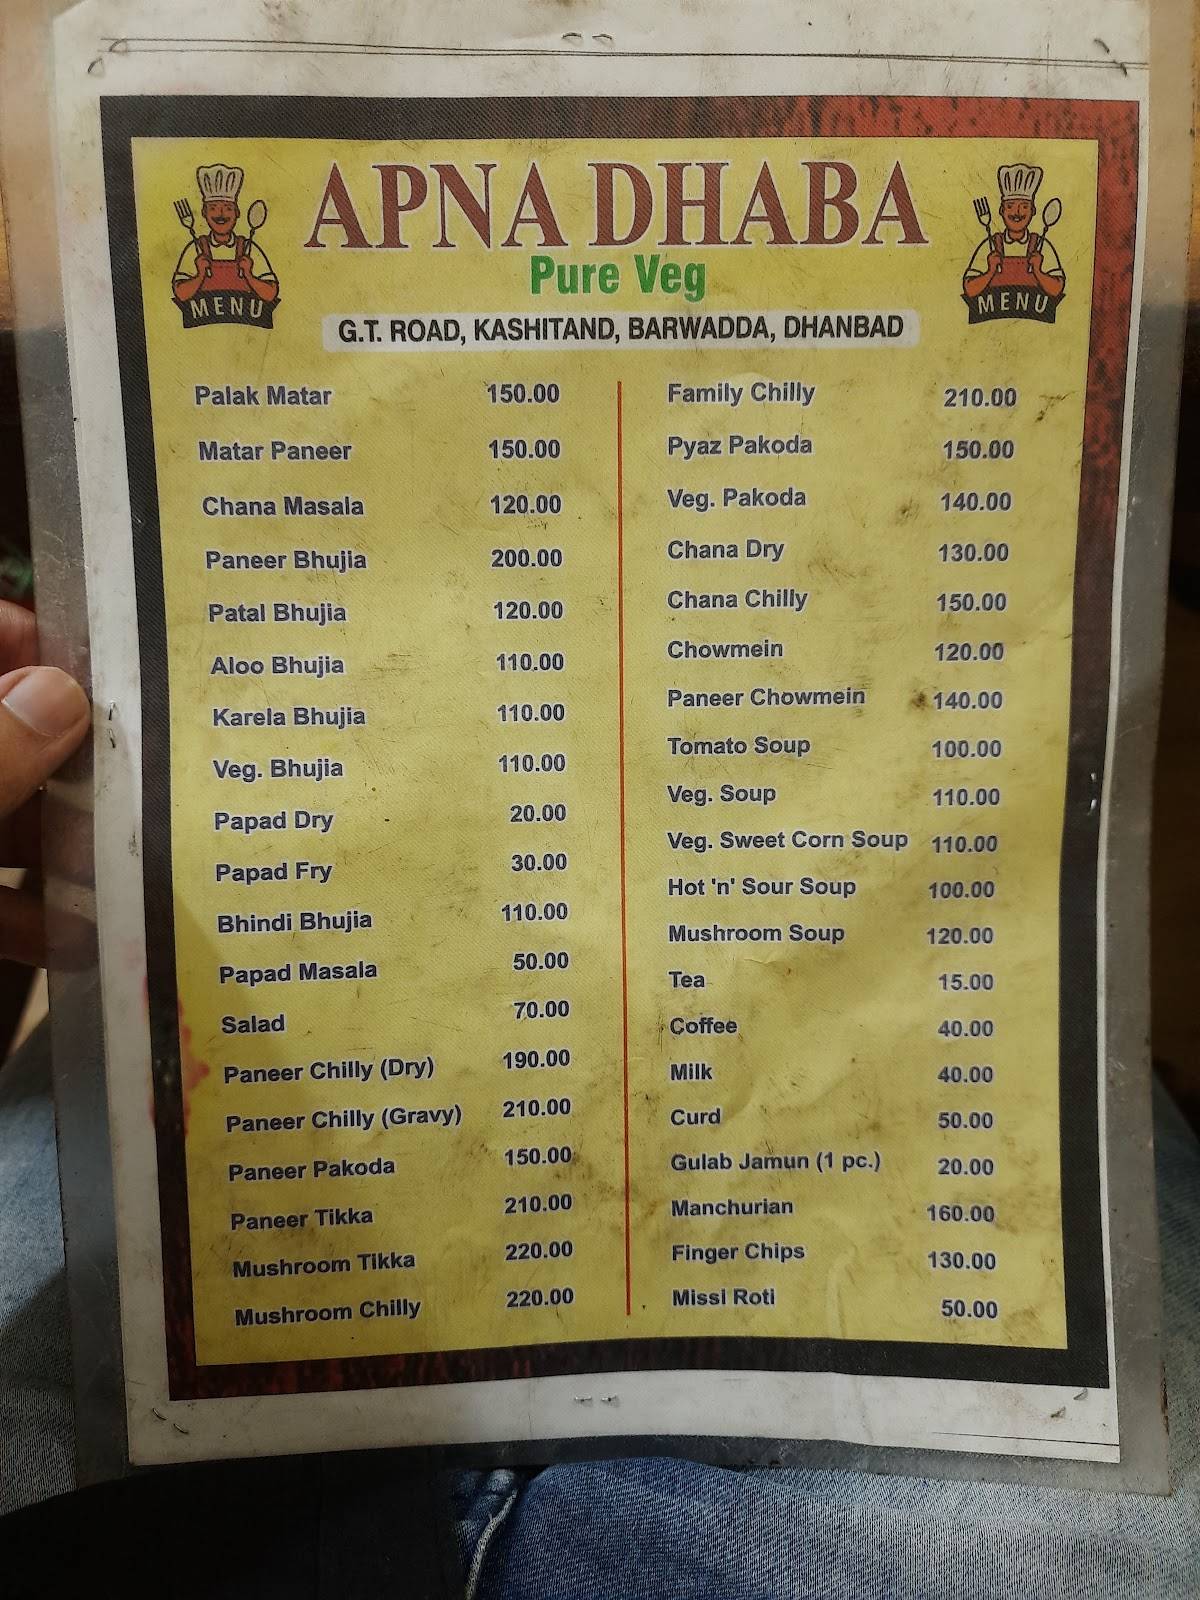 APNA DHABA
Pure Veg
MENU
MENU
G.T. ROAD, KASHITAND, BARWADDA, DHANBAD
Palak Matar 150.00
Matar Paneer 150.00
Chana Masala 120.00
Paneer Bhujia 200.00
Patal Bhujia 120.00
Aloo Bhujia 110.00
Karela Bhujia 110.00
Veg. Bhujia 110.00
Papad Dry 20.00
Papad Fry 30.00
Bhindi Bhujia 110.00
Papad Masala 50.00
Salad 70.00
Paneer Chilly (Dry) 190.00
Paneer Chilly (Gravy) 210.00
Paneer Pakoda 150.00
Paneer Tikka 210.00
Mushroom Tikka 220.00
Mushroom Chilly 220.00
Family Chilly 210.00
Pyaz Pakoda 150.00
Veg. Pakoda 140.00
Chana Dry 130.00
Chana Chilly 150.00
Chowmein 120.00
Paneer Chowmein 140.00
Tomato Soup 100.00
Veg. Soup 110.00
Veg. Sweet Corn Soup 110.00
Hot 'n' Sour Soup 100.00
Mushroom Soup 120.00
Tea 15.00
Coffee 40.00
Milk 40.00
Curd 50.00
Gulab Jamun (1 pc.) 20.00
Manchurian 160.00
Finger Chips 130.00
Missi Roti 50.00